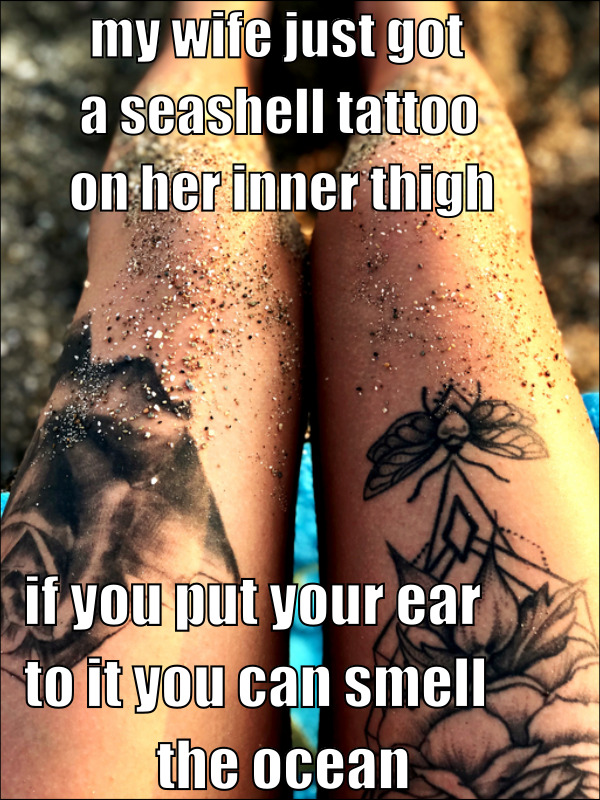 my wife just got
a seashell tattoo
on her inner thigh
if you put your ear
to it you can smell
the ocean